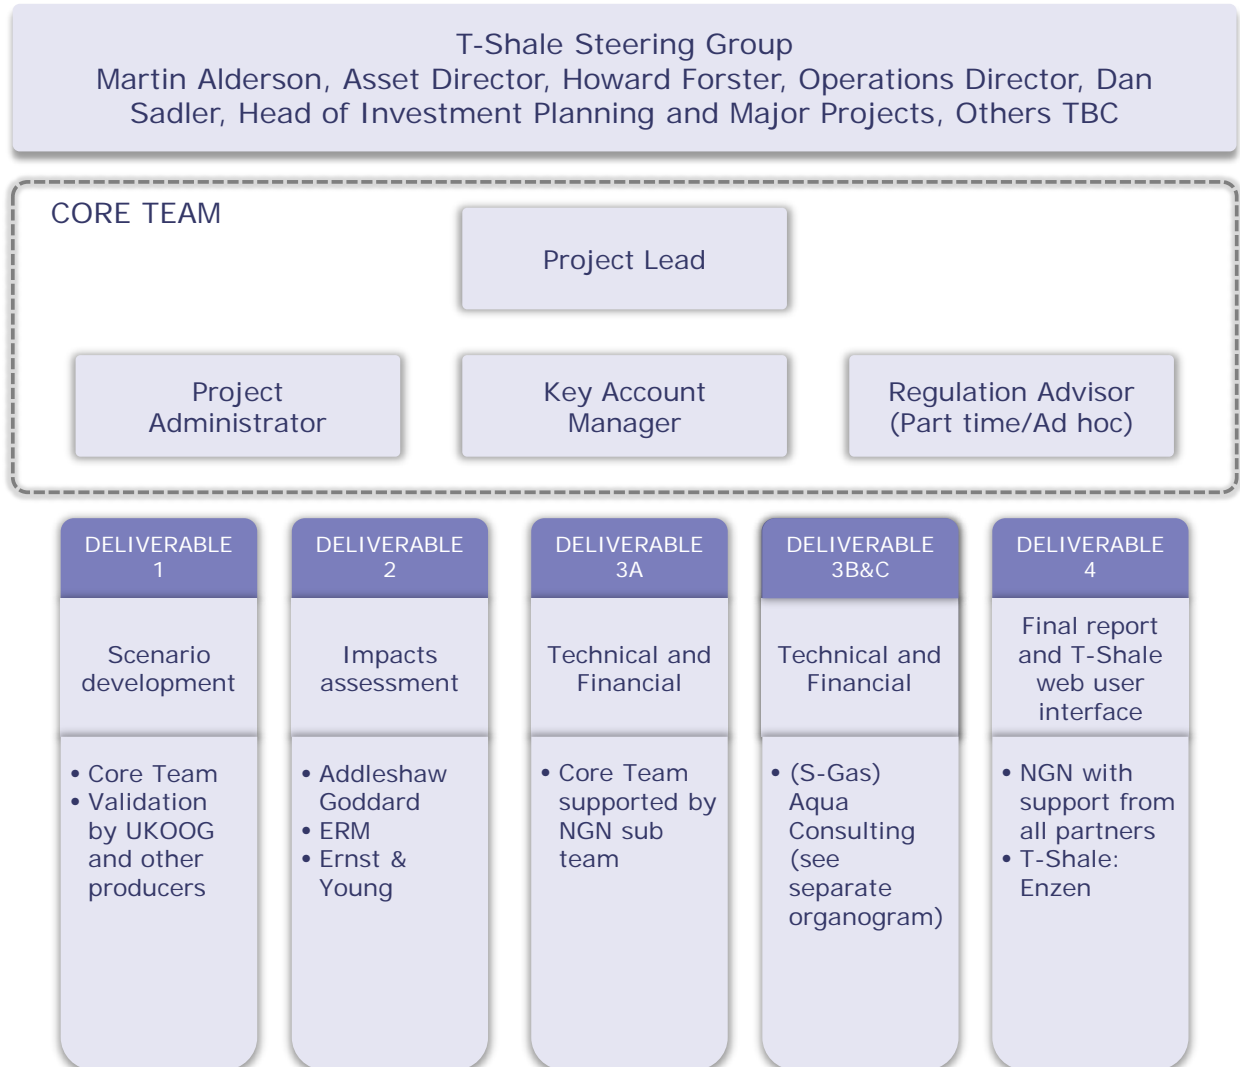 T-Shale Steering Group
Martin Alderson, Asset Director, Howard Forster, Operations Director, Dan
Sadler, Head of Investment Planning and Major Projects, Others TBC
CORE TEAM
Project Lead
Project
Administrator
Key Account
Manager
Regulation Advisor
(Part time/Ad hoc)
DELIVERABLE
1
Scenario
development
• Core Team
• Validation
by UKOOG
and other
producers
DELIVERABLE
2
Impacts
assessment
• Addleshaw
Goddard
• ERM
• Ernst &
Young
DELIVERABLE
3A
Technical and
Financial
• Core Team
supported by
NGN sub
team
DELIVERABLE
3B&C
Technical and
Financial
• (S-Gas)
Aqua
Consulting
(see
separate
organogram)
DELIVERABLE
4
Final report
and T-Shale
web user
interface
• NGN with
support from
all partners
• T-Shale:
Enzen